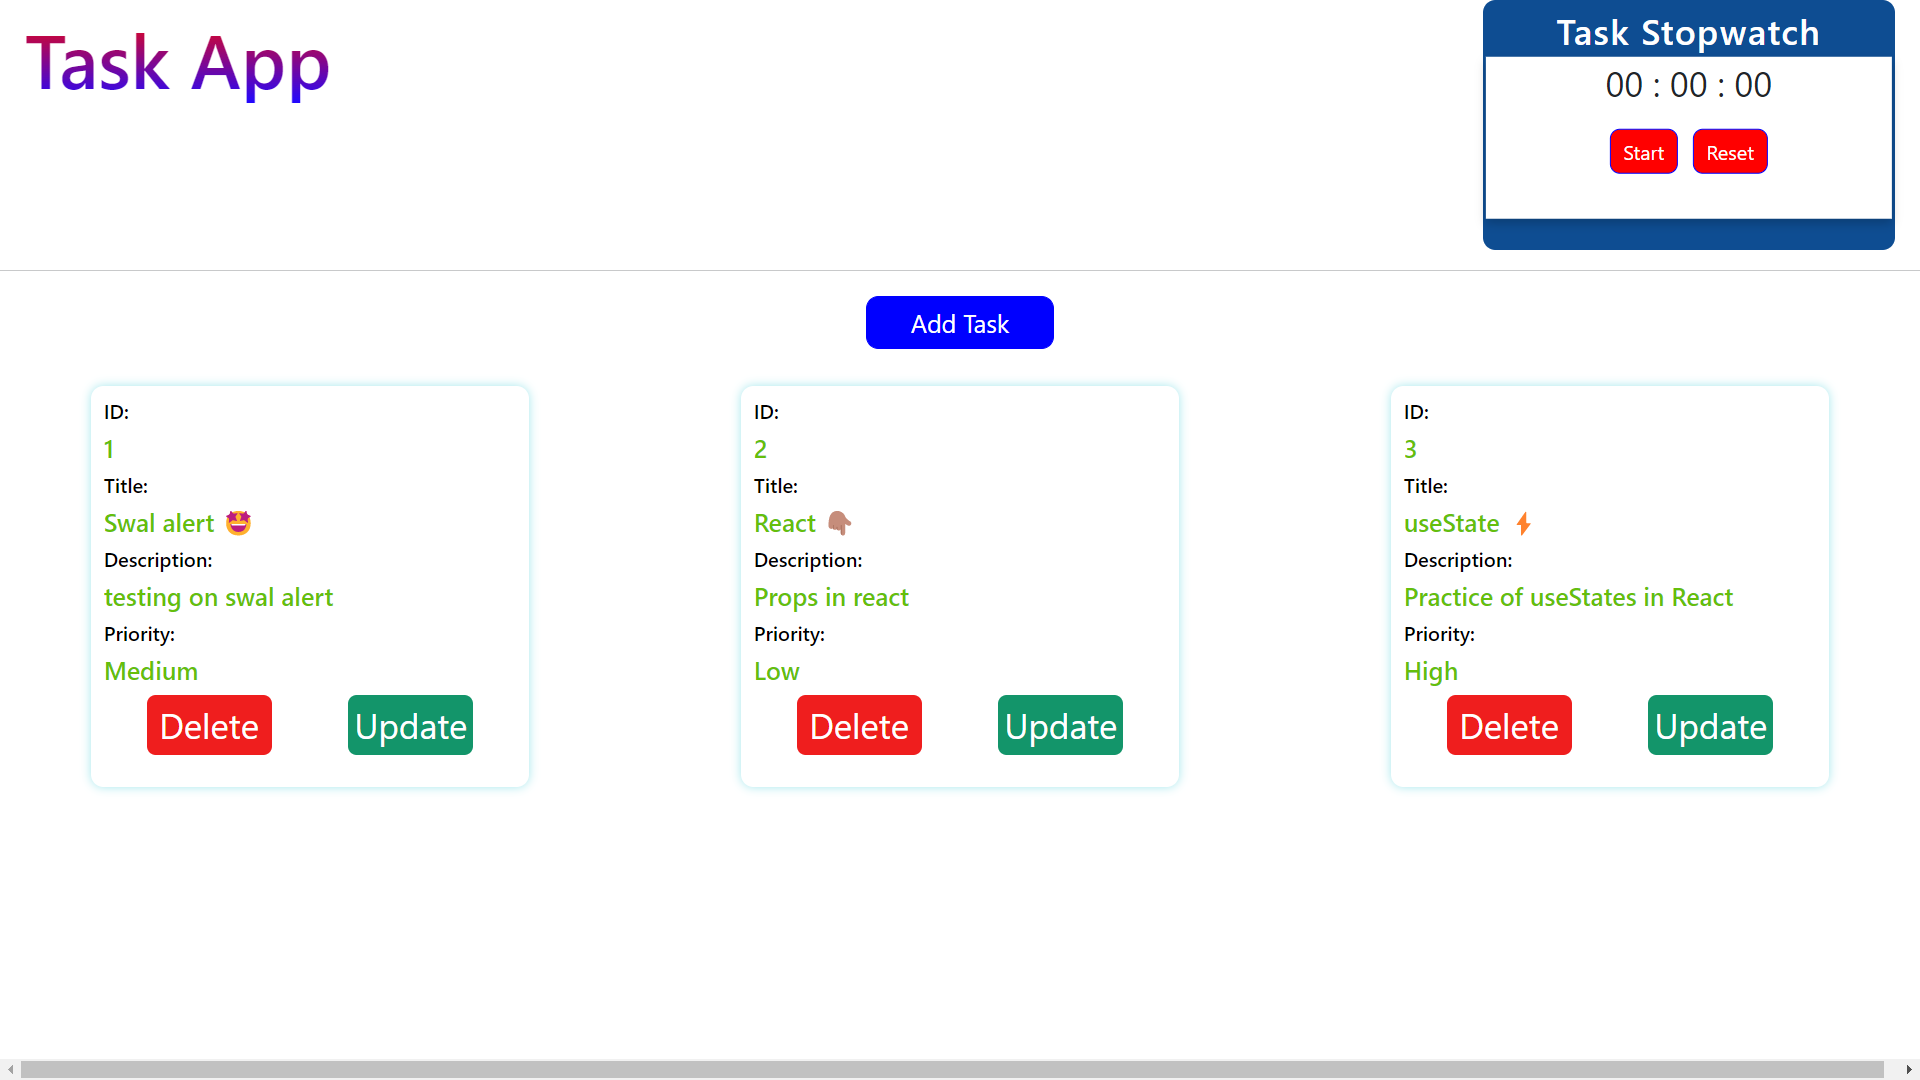 Task App
Task Stopwatch
00 : 00 : 00
Start Reset
Add Task
ID:
1
Title:
Swal alert 🤩
Description:
testing on swal alert
Priority:
Medium
Delete Update
ID:
2
Title:
React 👇🏽
Description:
Props in react
Priority:
Low
Delete Update
ID:
3
Title:
useState ⚡
Description:
Practice of useStates in React
Priority:
High
Delete Update